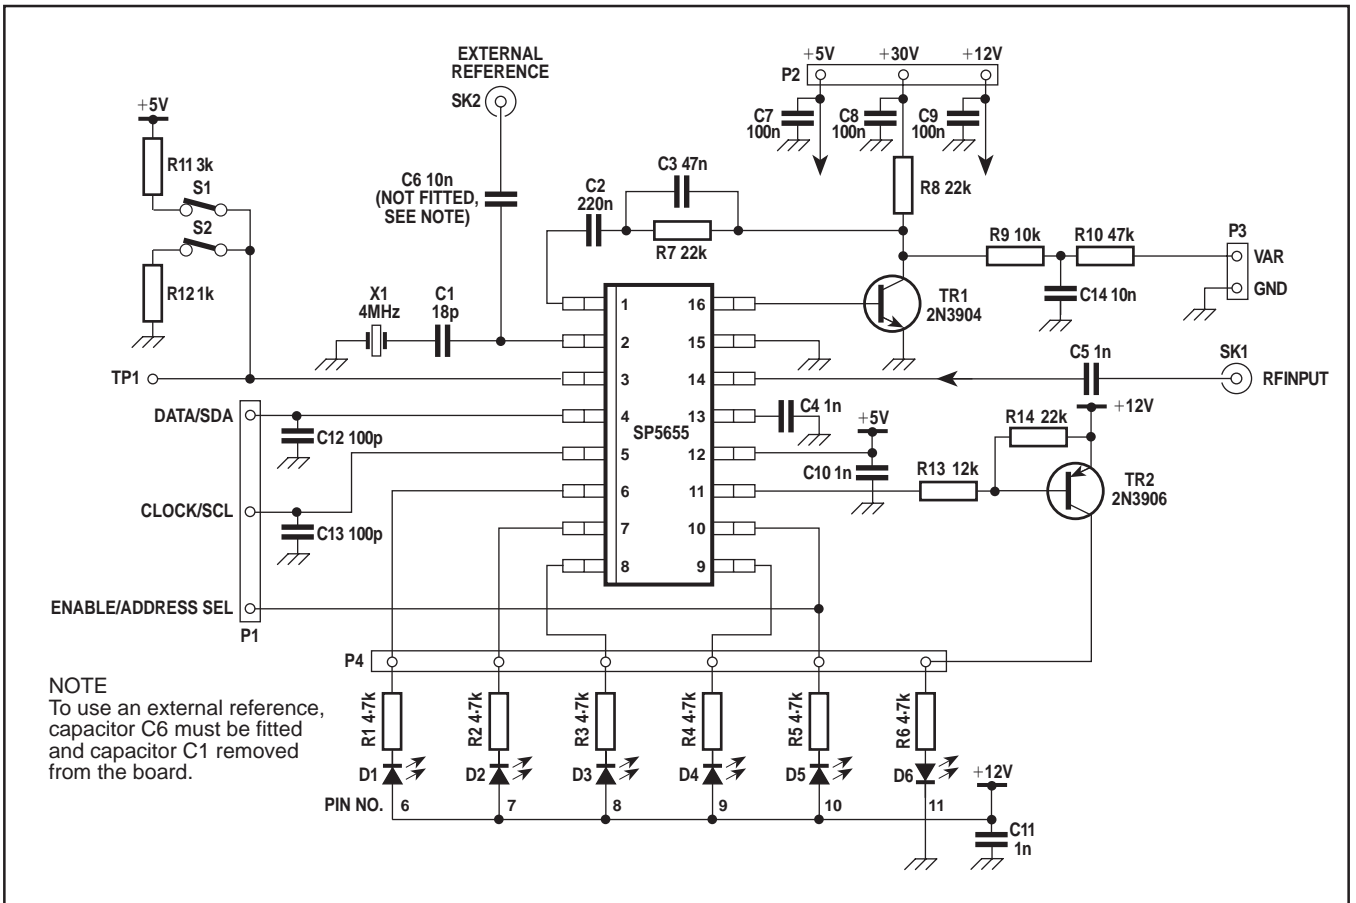 EXTERNAL
REFERENCE
SK2
+5V
+30V
+12V
P2
C7
100n
C8
100n
C9
100n
+5V
R11 3k
S1
S2
R12 1k
C6 10n
(NOT FITTED,
SEE NOTE)
C3 47n
C2
220n
R7 22k
R8 22k
R9 10k
R10 47k
P3
VAR
GND
C14 10n
TR1
2N3904
X1
4MHz
C1
18p
TP1
1
2
3
4
5
6
7
8
16
15
14
13
12
11
10
9
SP5655
C5 1n
SK1
RF INPUT
DATA/SDA
C12 100p
CLOCK/SCL
C13 100p
ENABLE/ADDRESS SEL
P1
C4 1n
+5V
C10 1n
+12V
R14 22k
R13 12k
TR2
2N3906
P4
R1 4·7k
R2 4·7k
R3 4·7k
R4 4·7k
R5 4·7k
R6 4·7k
D1
D2
D3
D4
D5
D6
+12V
PIN NO.
6
7
8
9
10
11
C11
1n
NOTE
To use an external reference,
capacitor C6 must be fitted
and capacitor C1 removed
from the board.